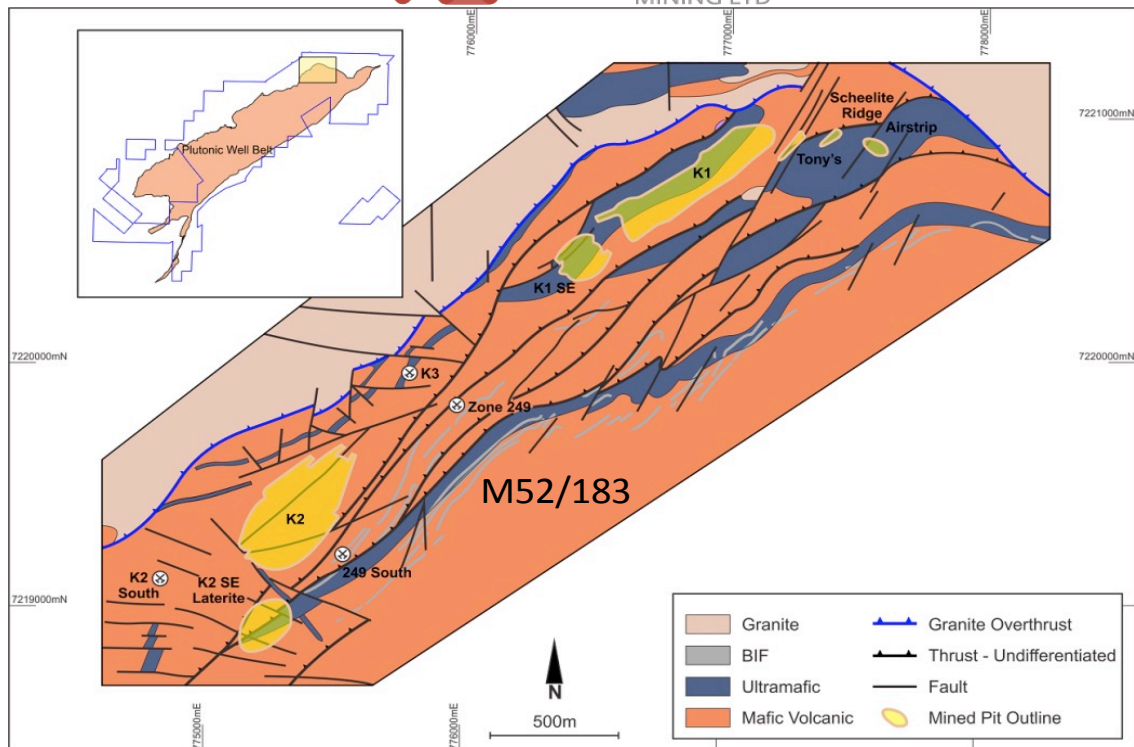 MINING LTD
776000mE
777000mE
778000mE
Plutonic Well Belt
Scheelite
Ridge
Airstrip
7221000mN
Tony's
K1
K1 SE
7220000mN
7220000mN
K3
Zone 249
M52/183
K2
249 South
K2
South
K2 SE
Laterite
7219000mN
775000mE
776000mE
N
500m
Granite
BIF
Ultramafic
Mafic Volcanic
Granite Overthrust
Thrust - Undifferentiated
Fault
Mined Pit Outline